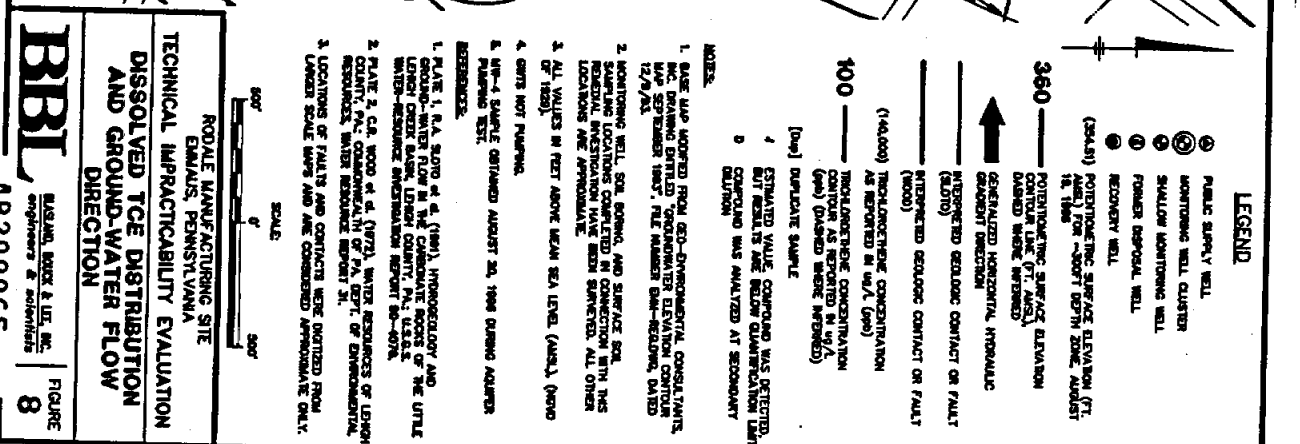 LEGEND
PUBLIC SUPPLY WELL
MONITORING WELL CLUSTER
SHALLOW MONITORING WELL
FORMER DISPOSAL WELL
RECOVERY WELL
(354.51) POTENTIOMETRIC SURFACE ELEVATION (FT.
AMSL) FOR ~300FT DEPTH ZONE, AUGUST
18, 1998
360 POTENTIOMETRIC SURFACE ELEVATION
CONTOUR LINE (FT. AMSL),
DASHED WHERE INFERRED)
GENERALIZED HORIZONTAL HYDRAULIC
GRADIENT DIRECTION
INTERPRETED GEOLOGIC CONTACT OR FAULT
(SLOTO)
INTERPRETED GEOLOGIC CONTACT OR FAULT
(WOOD)
(140,000) TRICHLOROETHENE CONCENTRATION
AS REPORTED IN ug/L (ppb)
100 TRICHLOROETHENE CONCENTRATION
CONTOUR AS REPORTED IN ug/L
(ppb) (DASHED WHERE INFERRED)
[Dup] DUPLICATE SAMPLE
J ESTIMATED VALUE, COMPOUND WAS DETECTED,
BUT RESULTS ARE BELOW QUANTIFICATION LIMIT
D COMPOUND WAS ANALYZED AT SECONDARY
DILUTION
NOTES:
1. BASE MAP MODIFIED FROM GEO-ENVIRONMENTAL CONSULTANTS,
INC. DRAWING ENTITLED "GROUNDWATER ELEVATION CONTOUR
MAP SEPTEMBER 1993", FILE NUMBER DATED
12/9/93.
2. MONITORING WELL, SOIL BORING, AND SURFACE SOIL
SAMPLING LOCATIONS COMPLETED IN CONNECTION WITH THIS
REMEDIAL INVESTIGATION HAVE BEEN SURVEYED. ALL OTHER
LOCATIONS ARE APPROXIMATE.
3. ALL VALUES IN FEET ABOVE MEAN SEA LEVEL (AMSL). (NGVD
OF 1929).
4. GWTS NOT PUMPING.
5. MW-4 SAMPLE OBTAINED AUGUST 20, 1998 DURING AQUIFER
PUMPING TEST.
REFERENCES:
1. PLATE 1, R.A. SLOTO et al. (1991), HYDROGEOLOGY AND
GROUND-WATER FLOW IN THE CARBONATE ROCKS OF THE LITTLE
LEHIGH CREEK BASIN, LEHIGH COUNTY, PA.: U.S.G.S.
WATER-RESOURCE INVESTIGATION REPORT 90-4076.
2. PLATE 2, C.R. WOOD et al. (1972), WATER RESOURCES OF LEHIGH
COUNTY, PA.: COMMONWEALTH OF PA. DEPT. OF ENVIRONMENTAL
RESOURCES, WATER RESOURCE REPORT 31.
3. LOCATIONS OF FAULTS AND CONTACTS WERE DIGITIZED FROM
LARGER SCALE MAPS AND ARE CONSIDERED APPROXIMATE ONLY.
500' 0' 500'
SCALE:
RODALE MANUFACTURING SITE
EMMAUS, PENNSYLVANIA
TECHNICAL IMPRACTICABILITY EVALUATION
DISSOLVED TCE DISTRIBUTION
AND GROUND-WATER FLOW
DIRECTION
BBL
BLASLAND, BOUCK & LEE, INC.
engineers & scientists
FIGURE
8